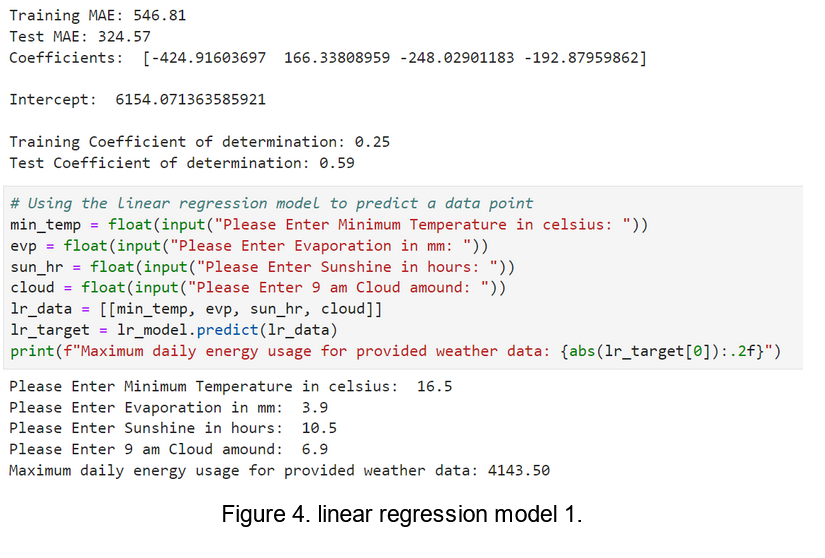 Training MAE: 546.81
Test MAE: 324.57
Coefficients:  [-424.91603697  166.33808959 -248.02901183 -192.87959862]
Intercept:  6154.071363585921
Training Coefficient of determination: 0.25
Test Coefficient of determination: 0.59
# Using the linear regression model to predict a data point
min_temp = float(input("Please Enter Minimum Temperature in celsius: "))
evp = float(input("Please Enter Evaporation in mm: "))
sun_hr = float(input("Please Enter Sunshine in hours: "))
cloud = float(input("Please Enter 9 am Cloud amound: "))
lr_data = [[min_temp, evp, sun_hr, cloud]]
lr_target = lr_model.predict(lr_data)
print(f"Maximum daily energy usage for provided weather data: {abs(lr_target[0]):.2f}")
Please Enter Minimum Temperature in celsius:  16.5
Please Enter Evaporation in mm:  3.9
Please Enter Sunshine in hours:  10.5
Please Enter 9 am Cloud amound:  6.9
Maximum daily energy usage for provided weather data: 4143.50
Figure 4. linear regression model 1.